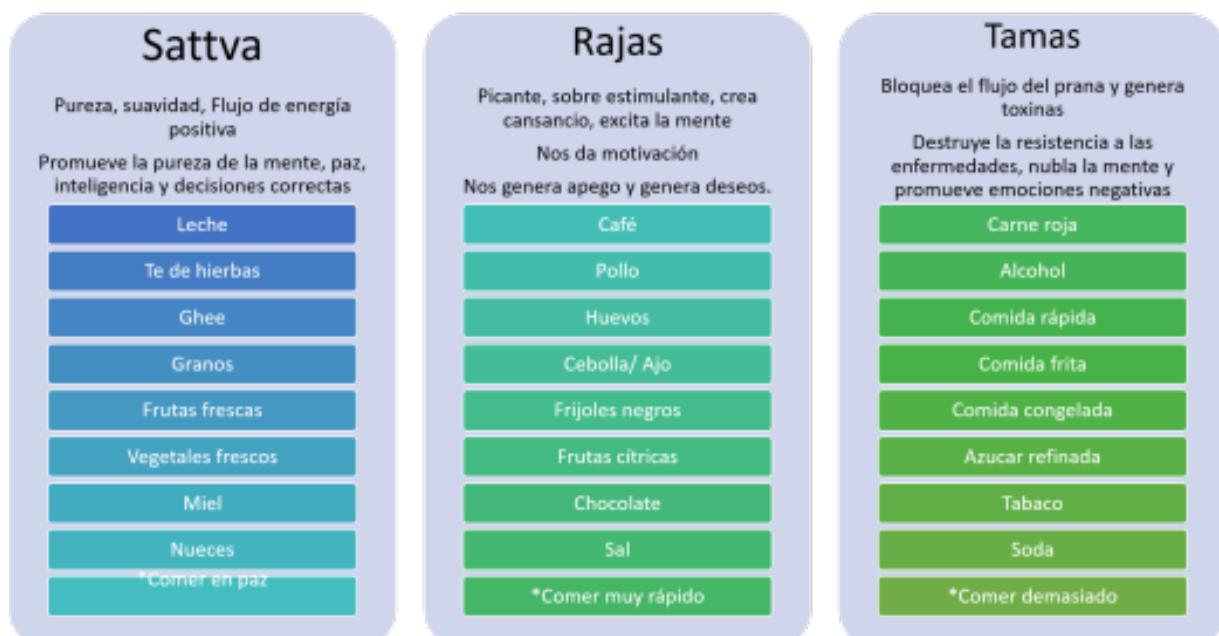 Sattva
Pureza, suavidad, Flujo de energía
positiva
Promueve la pureza de la mente, paz,
inteligencia y decisiones correctas
Leche
Te de hierbas
Ghee
Granos
Frutas frescas
Vegetales frescos
Miel
Nueces
*Comer en paz
Rajas
Picante, sobre estimulante, crea
cansancio, excita la mente
Nos da motivación
Nos genera apego y genera deseos.
Café
Pollo
Huevos
Cebolla/ Ajo
Frijoles negros
Frutas cítricas
Chocolate
Sal
*Comer muy rápido
Tamas
Bloquea el flujo del prana y genera
toxinas
Destruye la resistencia a las
enfermedades, nubla la mente y
promueve emociones negativas
Carne roja
Alcohol
Comida rápida
Comida frita
Comida congelada
Azucar refinada
Tabaco
Soda
*Comer demasiado